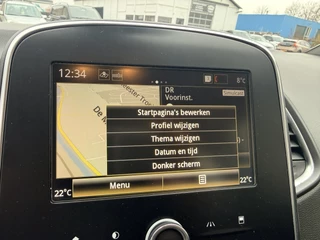 12:34
8°C
DR
Voorinst.
Startpagina's bewerken
Profiel wijzigen
Thema wijzigen
Datum en tijd
Donker scherm
22°C Menu 22°C